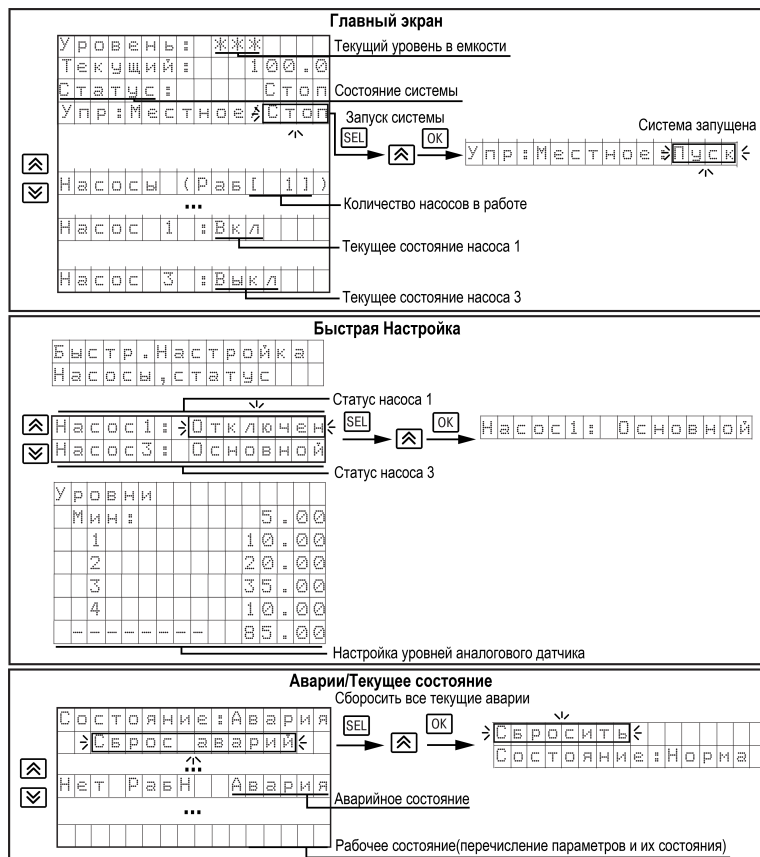 Главный экран
Уровень: ***
Текущий уровень в емкости
Текущий: 100.0
Статус: Стоп
Состояние системы
Упр:Местное Стоп
Запуск системы
SEL
OK
Система запущена
Упр:Местное Пуск
Насосы (Раб[ 1])
...
Количество насосов в работе
Насос 1 :Вкл
Текущее состояние насоса 1
Насос 3 :Выкл
Текущее состояние насоса 3
Быстрая Настройка
Быстр.Настройка
Насосы,статус
Статус насоса 1
Насос1: Отключен
SEL
OK
Насос1: Основной
Насос3: Основной
Статус насоса 3
Уровни
Мин: 5.00
1 10.00
2 20.00
3 35.00
4 10.00
-------- 85.00
Настройка уровней аналогового датчика
Аварии/Текущее состояние
Сбросить все текущие аварии
Состояние:Авария
SEL
OK
Сбросить
Сброс аварий
Состояние:Норма
...
Нет РабН Авария
Аварийное состояние
...
Рабочее состояние(перечисление параметров и их состояния)